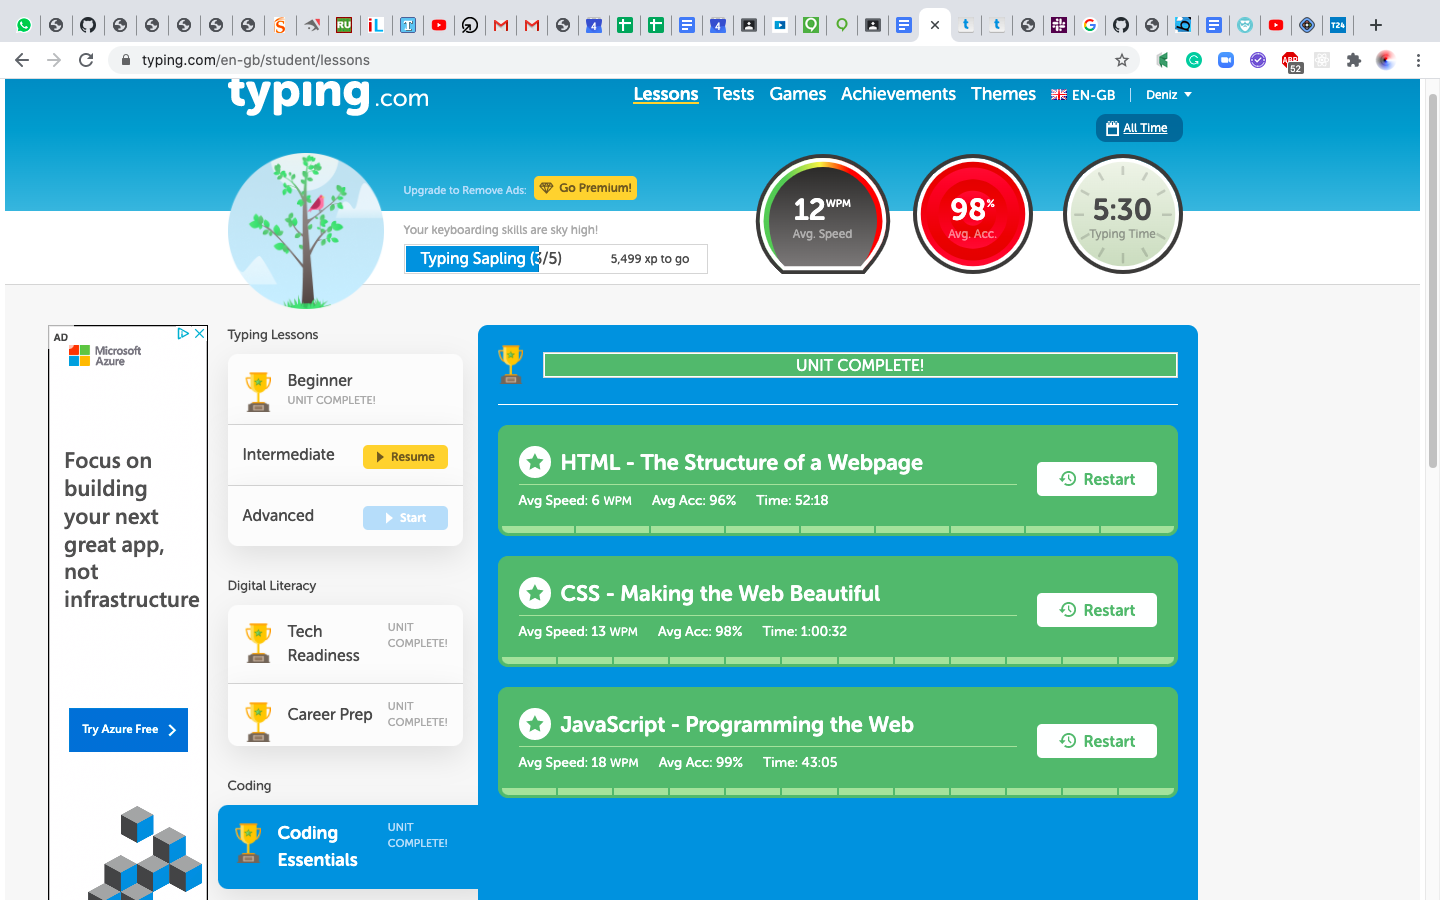 typing.com/en-gb/student/lessons
52
typing.com
Lessons Tests Games Achievements Themes EN-GB | Deniz
All Time
Upgrade to Remove Ads: Go Premium!
Your keyboarding skills are sky high!
Typing Sapling (3/5) 5,499 xp to go
12 WPM
Avg. Speed
98%
Avg. Acc.
5:30
Typing Time
AD
Microsoft
Azure
Focus on
building
your next
great app,
not
infrastructure
Try Azure Free
Typing Lessons
Beginner
UNIT COMPLETE!
Intermediate Resume
Advanced Start
Digital Literacy
Tech
Readiness
UNIT
COMPLETE!
Career Prep
UNIT
COMPLETE!
Coding
Coding
Essentials
UNIT
COMPLETE!
UNIT COMPLETE!
HTML - The Structure of a Webpage
Avg Speed: 6 WPM Avg Acc: 96% Time: 52:18
Restart
CSS - Making the Web Beautiful
Avg Speed: 13 WPM Avg Acc: 98% Time: 1:00:32
Restart
JavaScript - Programming the Web
Avg Speed: 18 WPM Avg Acc: 99% Time: 43:05
Restart